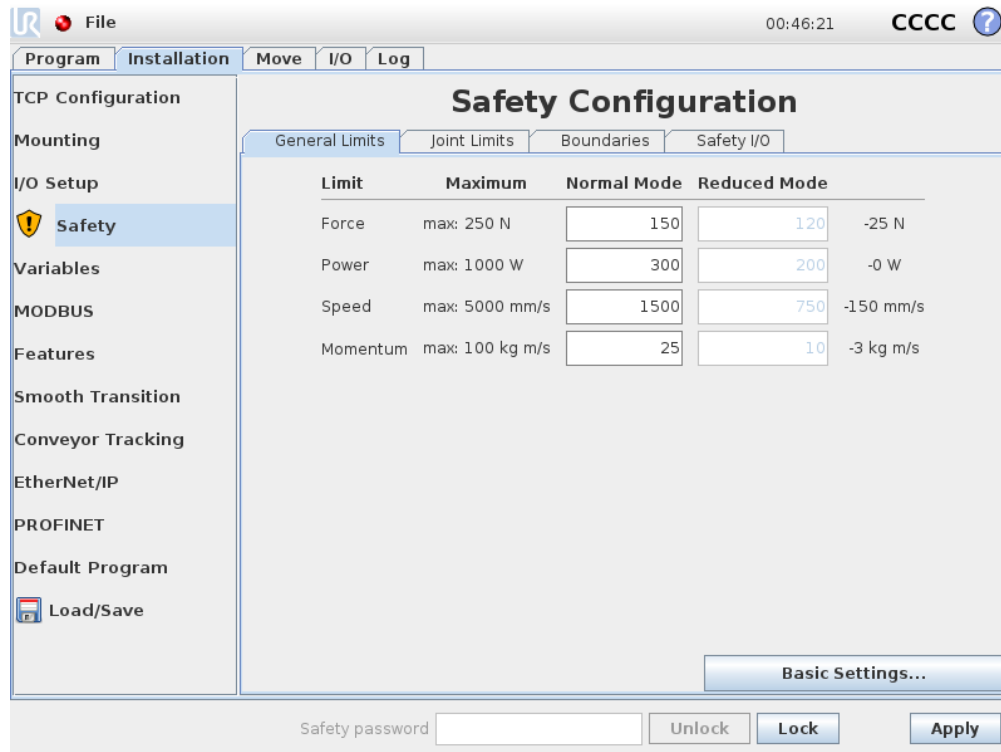 UR File 00:46:21 CCCC ?
Program Installation Move I/O Log
TCP Configuration
Mounting
I/O Setup
Safety
Variables
MODBUS
Features
Smooth Transition
Conveyor Tracking
EtherNet/IP
PROFINET
Default Program
Load/Save
Safety Configuration
General Limits Joint Limits Boundaries Safety I/O
Limit Maximum Normal Mode Reduced Mode
Force max: 250 N 150 120 -25 N
Power max: 1000 W 300 200 -0 W
Speed max: 5000 mm/s 1500 750 -150 mm/s
Momentum max: 100 kg m/s 25 10 -3 kg m/s
Basic Settings...
Safety password Unlock Lock Apply